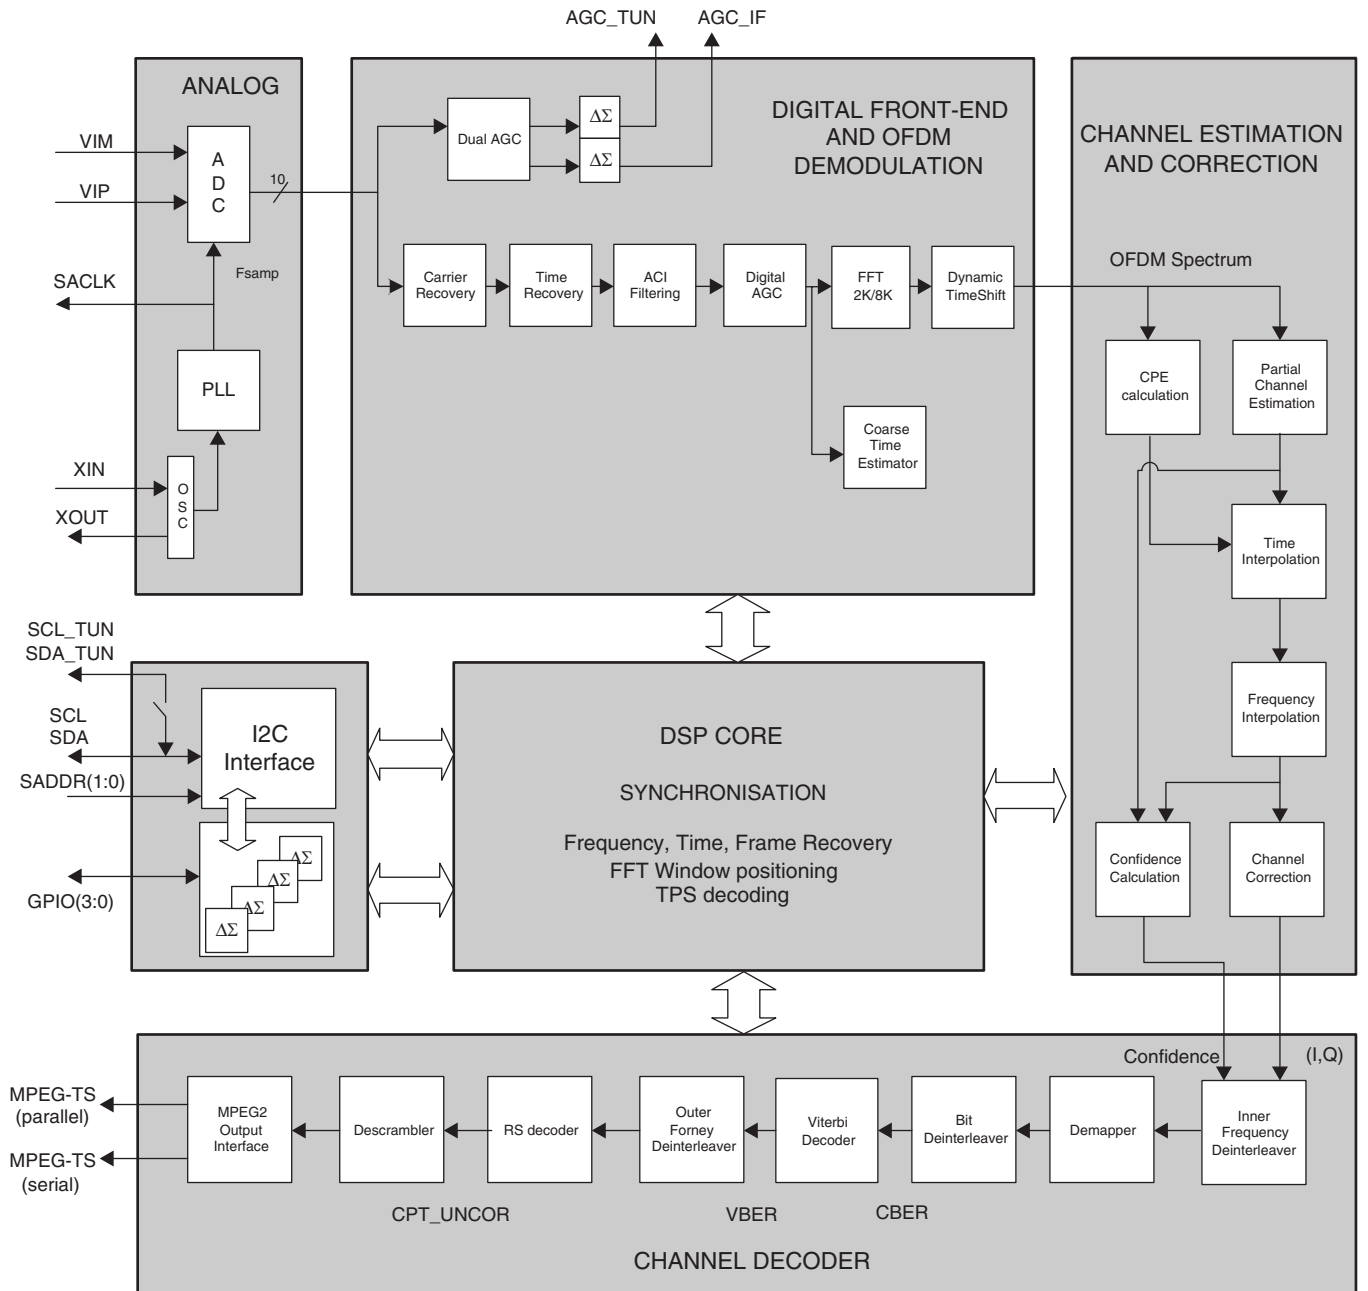 AGC_TUN
AGC_IF
ANALOG
VIM
VIP
A
D
C
10
Fsamp
SACLK
PLL
XIN
XOUT
O
S
C
DIGITAL FRONT-END
AND OFDM
DEMODULATION
Dual AGC
ΔΣ
ΔΣ
Carrier
Recovery
Time
Recovery
ACI
Filtering
Digital
AGC
FFT
2K/8K
Dynamic
TimeShift
Coarse
Time
Estimator
CHANNEL ESTIMATION
AND CORRECTION
OFDM Spectrum
CPE
calculation
Partial
Channel
Estimation
Time
Interpolation
Frequency
Interpolation
Confidence
Calculation
Channel
Correction
SCL_TUN
SDA_TUN
SCL
SDA
SADDR(1:0)
GPIO(3:0)
I2C
Interface
ΔΣ
ΔΣ
ΔΣ
ΔΣ
DSP CORE
SYNCHRONISATION
Frequency, Time, Frame Recovery
FFT Window positioning
TPS decoding
Confidence
(I,Q)
MPEG-TS
(parallel)
MPEG-TS
(serial)
MPEG2
Output
Interface
Descrambler
RS decoder
Outer
Forney
Deinterleaver
Viterbi
Decoder
Bit
Deinterleaver
Demapper
Inner
Frequency
Deinterleaver
CPT_UNCOR
VBER
CBER
CHANNEL DECODER